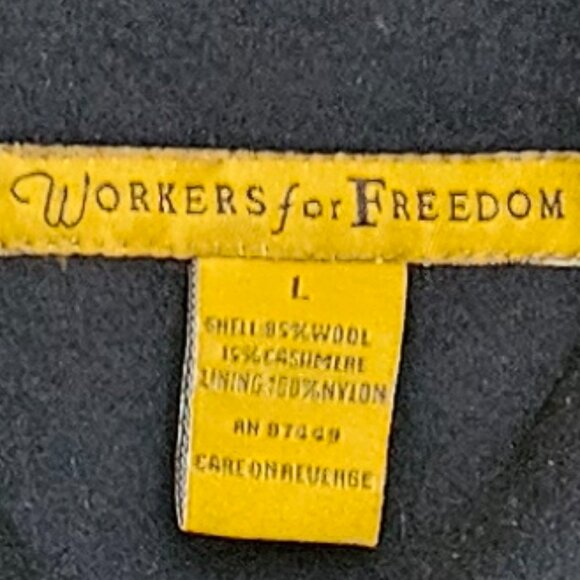 WORKERS for FREEDOM
L
SHELL:85%WOOL
15%CASHMERE
LINING:100%NYLON
RN 97449
CARE ON REVERSE